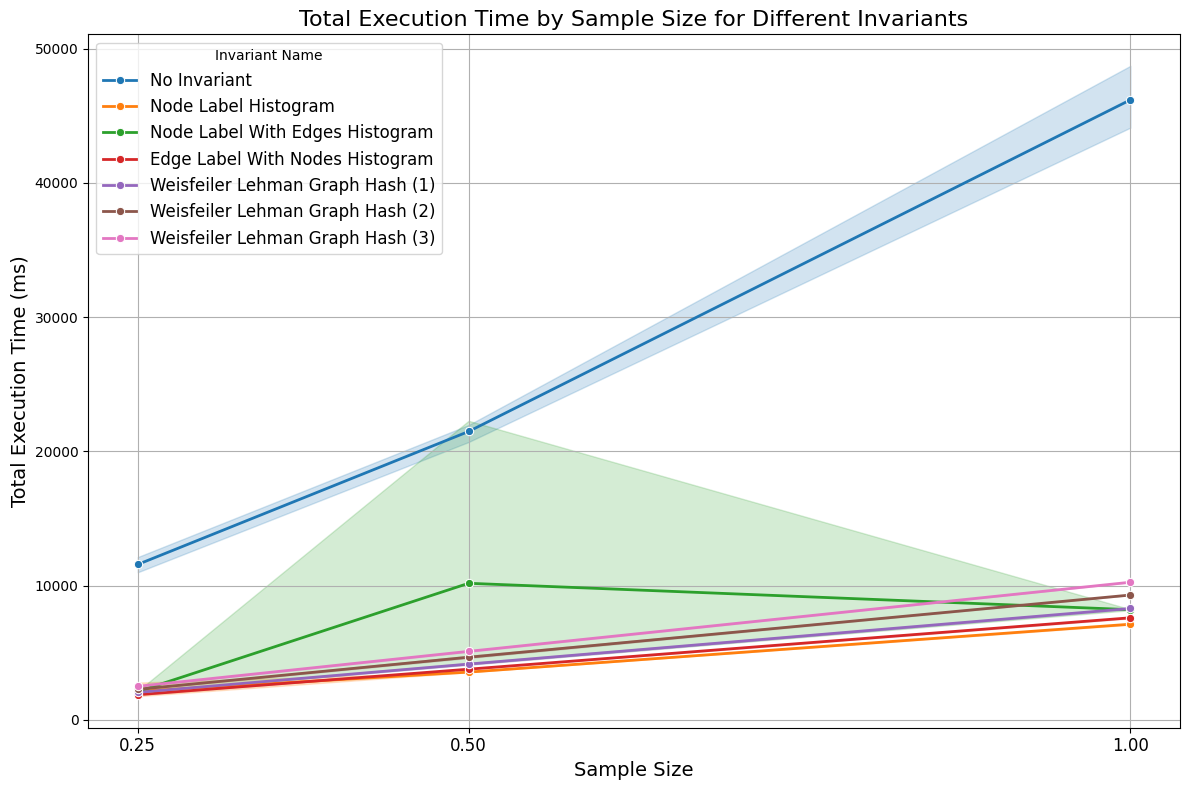 Total Execution Time by Sample Size for Different Invariants
Invariant Name
No Invariant
Node Label Histogram
Node Label With Edges Histogram
Edge Label With Nodes Histogram
Weisfeiler Lehman Graph Hash (1)
Weisfeiler Lehman Graph Hash (2)
Weisfeiler Lehman Graph Hash (3)
Total Execution Time (ms)
50000
40000
30000
20000
10000
0
0.25 0.50 1.00
Sample Size